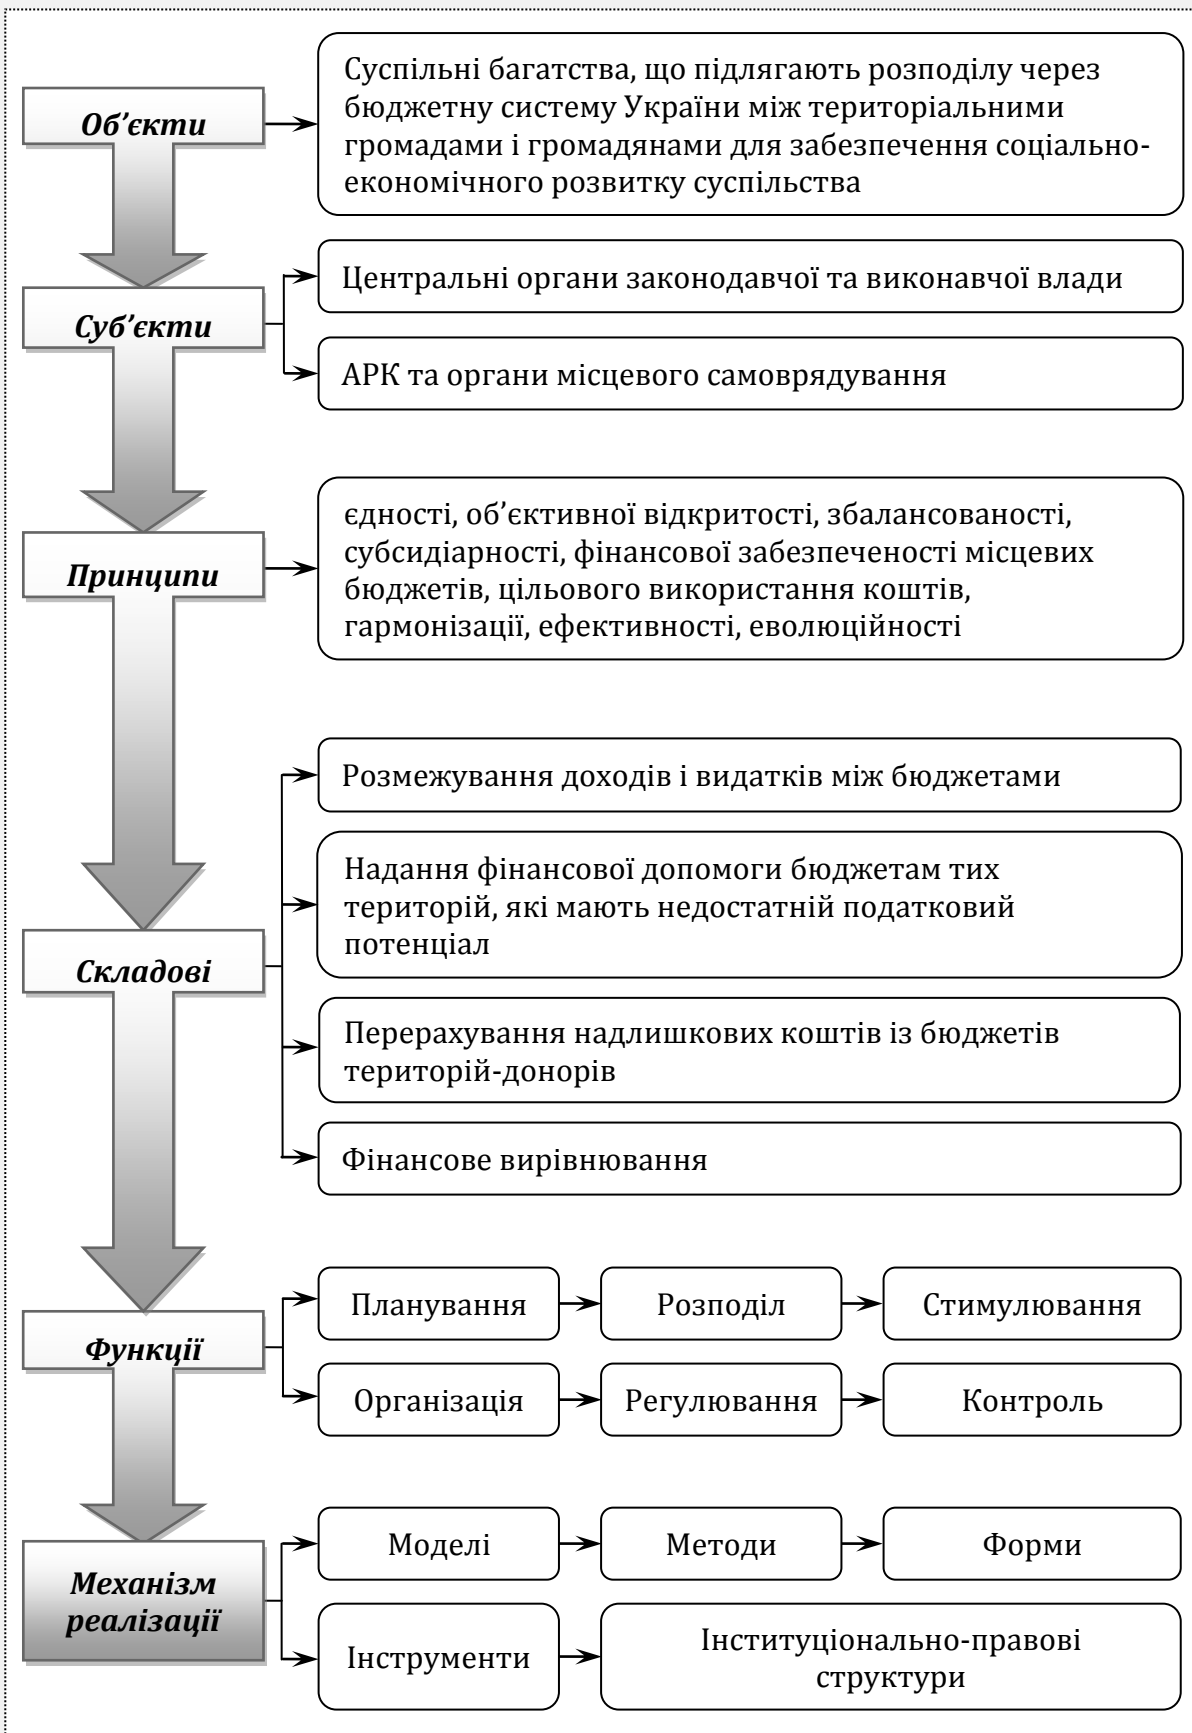 Об’єкти
Суспільні багатства, що підлягають розподілу через
бюджетну систему України між територіальними
громадами і громадянами для забезпечення соціально-
економічного розвитку суспільства
Суб’єкти
Центральні органи законодавчої та виконавчої влади
АРК та органи місцевого самоврядування
Принципи
єдності, об’єктивної відкритості, збалансованості,
субсидіарності, фінансової забезпеченості місцевих
бюджетів, цільового використання коштів,
гармонізації, ефективності, еволюційності
Складові
Розмежування доходів і видатків між бюджетами
Надання фінансової допомоги бюджетам тих
територій, які мають недостатній податковий
потенціал
Перерахування надлишкових коштів із бюджетів
територій-донорів
Фінансове вирівнювання
Функції
Планування
Розподіл
Стимулювання
Організація
Регулювання
Контроль
Механізм
реалізації
Моделі
Методи
Форми
Інструменти
Інституціонально-правові
структури